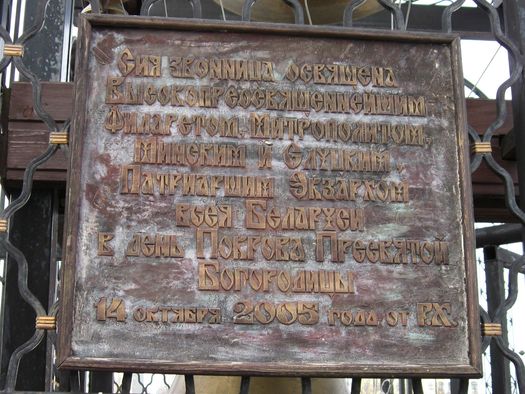 Сия звонница освящена
Высокопреосвященнейшим
Филаретом, митрополитом,
Минским и Слуцким,
Патриаршим Экзархом
всея Беларуси
в день Покрова Пресвятой
Богородицы
14 октября 2005 года от Р.Х.